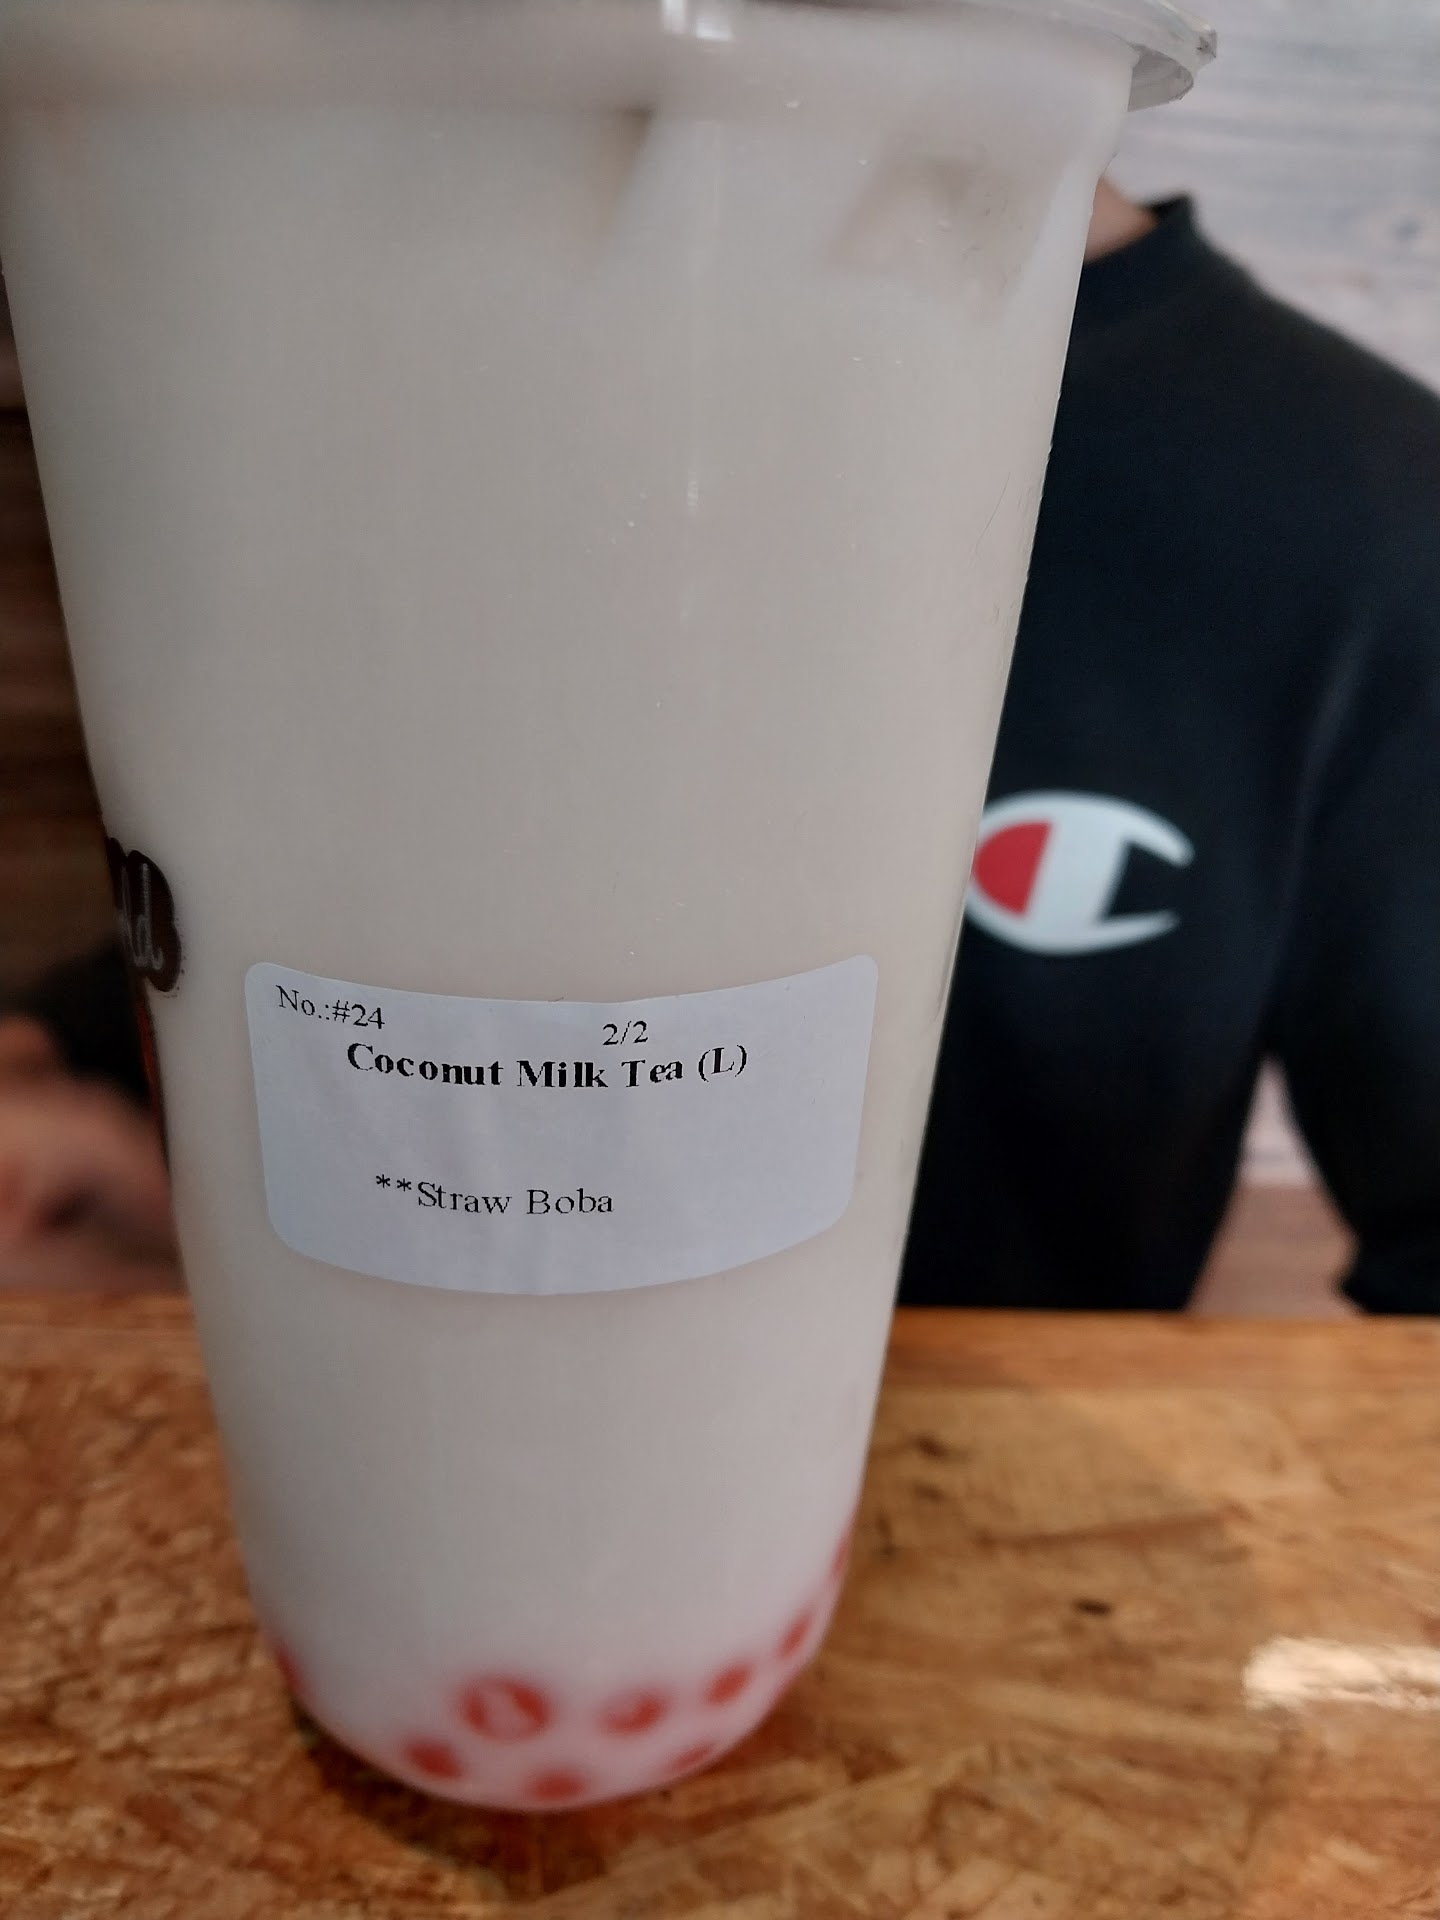 No.:#24
2/2
Coconut Milk Tea (L)
**Straw Boba